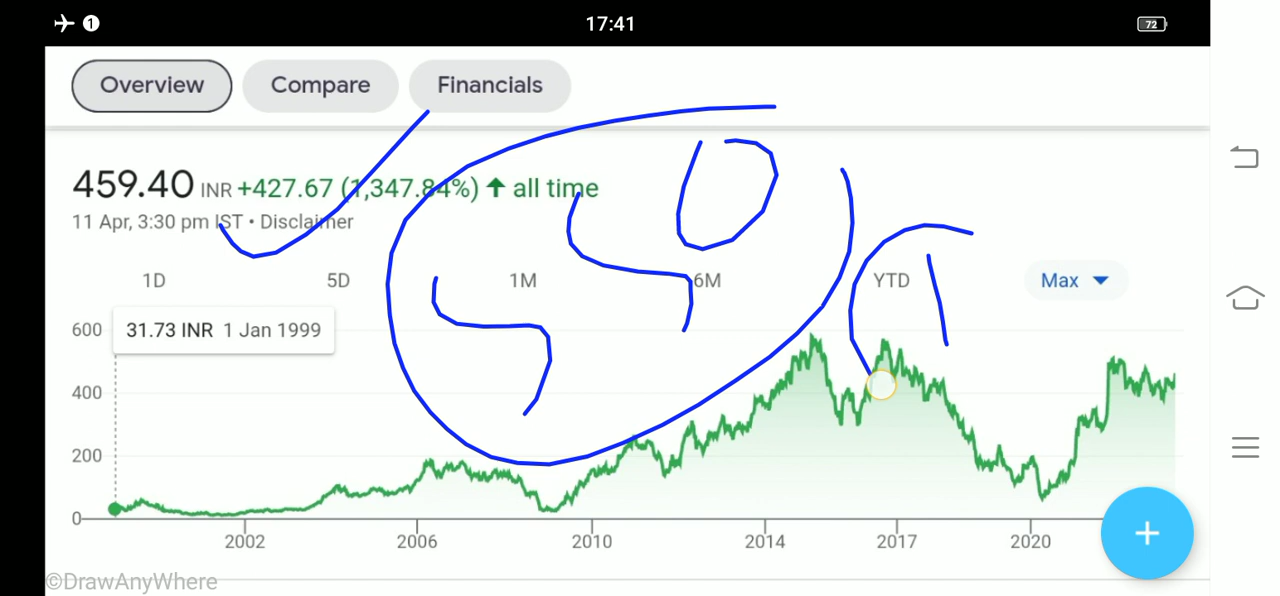 1 17:41 72
Overview Compare Financials
459.40 INR +427.67 (1,347.84%) ↑ all time
11 Apr, 3:30 pm IST • Disclaimer
1D 5D 1M 6M YTD Max
31.73 INR 1 Jan 1999
600
400
200
0
2002 2006 2010 2014 2017 2020
©DrawAnyWhere
550